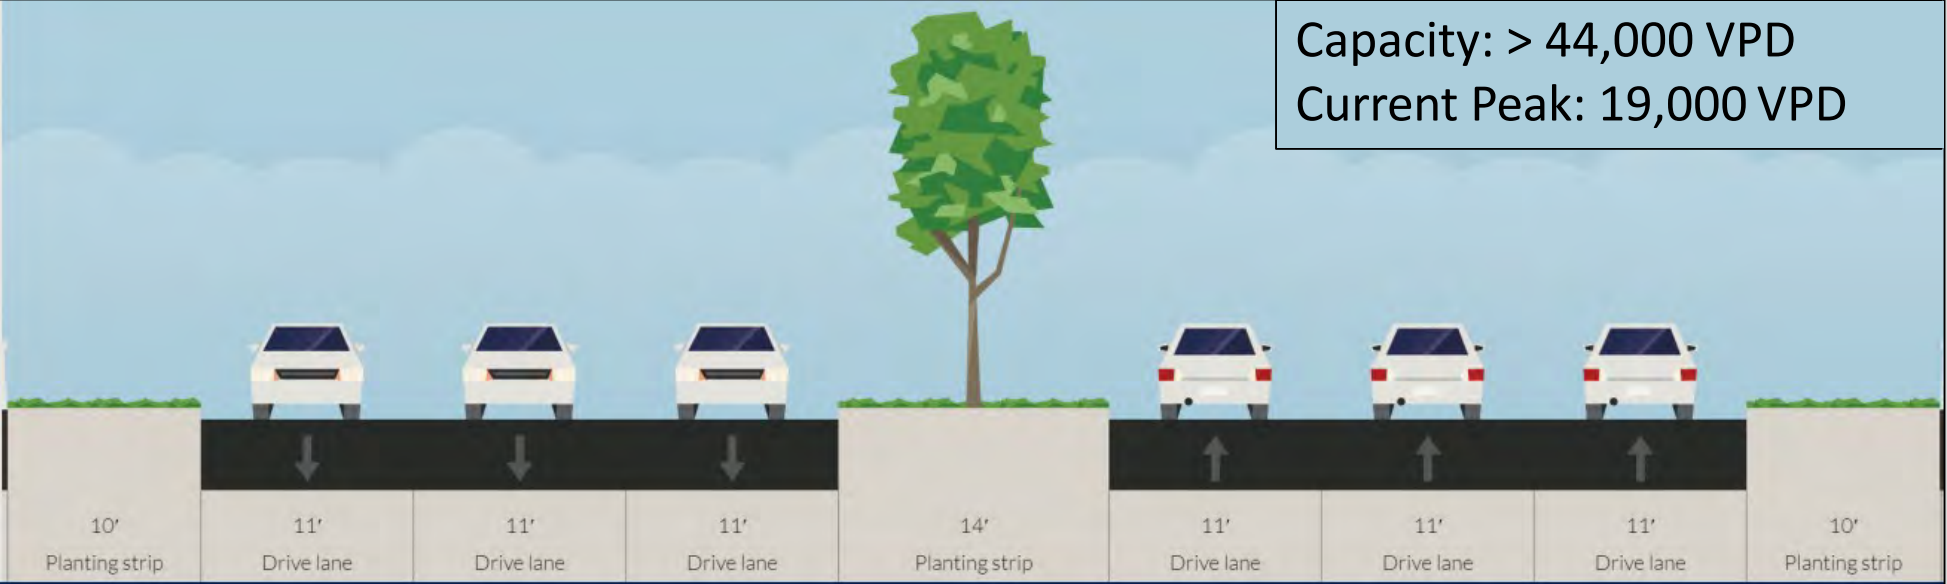 Capacity: > 44,000 VPD
Current Peak: 19,000 VPD
10′ 11′ 11′ 11′ 14′ 11′ 11′ 11′ 10′
Planting strip Drive lane Drive lane Drive lane Planting strip Drive lane Drive lane Drive lane Planting strip